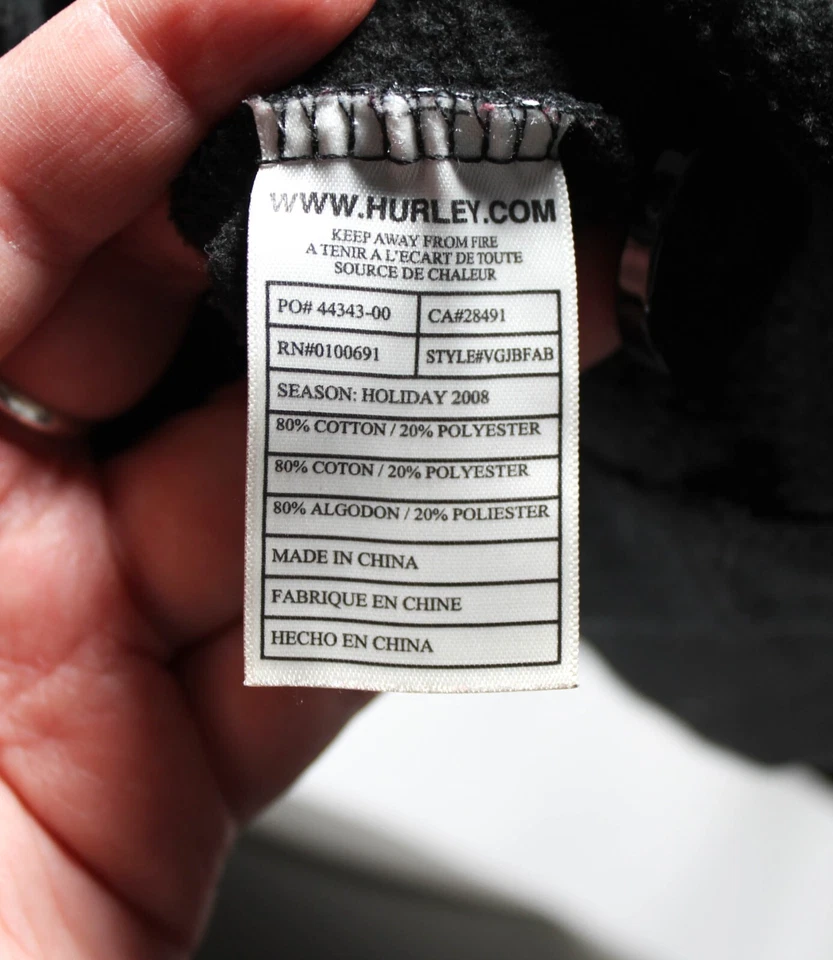 WWW.HURLEY.COM
KEEP AWAY FROM FIRE
A TENIR A L'ECART DE TOUTE
SOURCE DE CHALEUR
PO# 44343-00 CA#28491
RN#0100691 STYLE#VGJBFAB
SEASON: HOLIDAY 2008
80% COTTON / 20% POLYESTER
80% COTON / 20% POLYESTER
80% ALGODON / 20% POLIESTER
MADE IN CHINA
FABRIQUE EN CHINE
HECHO EN CHINA